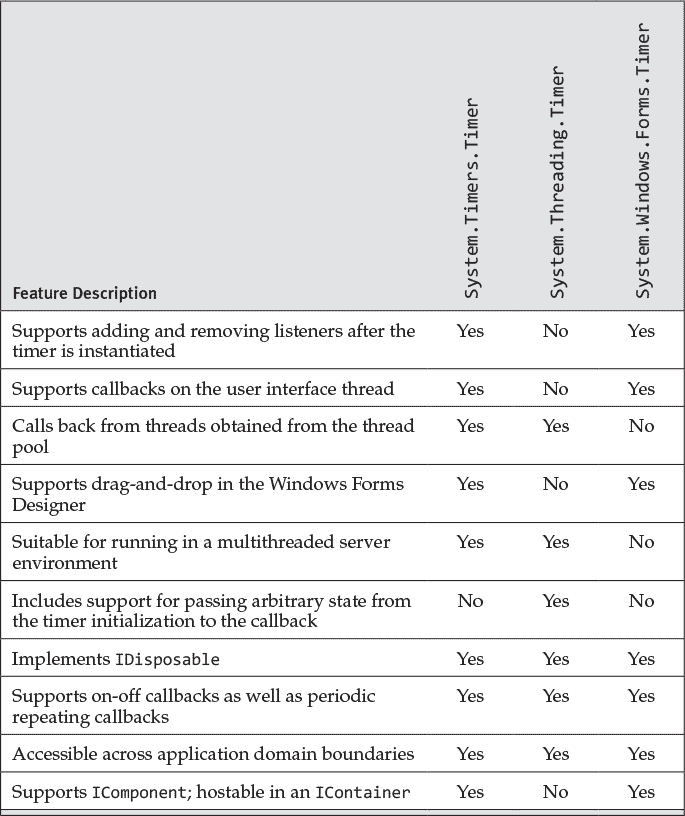 System.Timers.Timer
System.Threading.Timer
System.Windows.Forms.Timer
Feature Description
Supports adding and removing listeners after the
timer is instantiated
Yes No Yes
Supports callbacks on the user interface thread Yes No Yes
Calls back from threads obtained from the thread
pool
Yes Yes No
Supports drag-and-drop in the Windows Forms
Designer
Yes No Yes
Suitable for running in a multithreaded server
environment
Yes Yes No
Includes support for passing arbitrary state from
the timer initialization to the callback
No Yes No
Implements IDisposable Yes Yes Yes
Supports on-off callbacks as well as periodic
repeating callbacks
Yes Yes Yes
Accessible across application domain boundaries Yes Yes Yes
Supports IComponent; hostable in an IContainer Yes No Yes